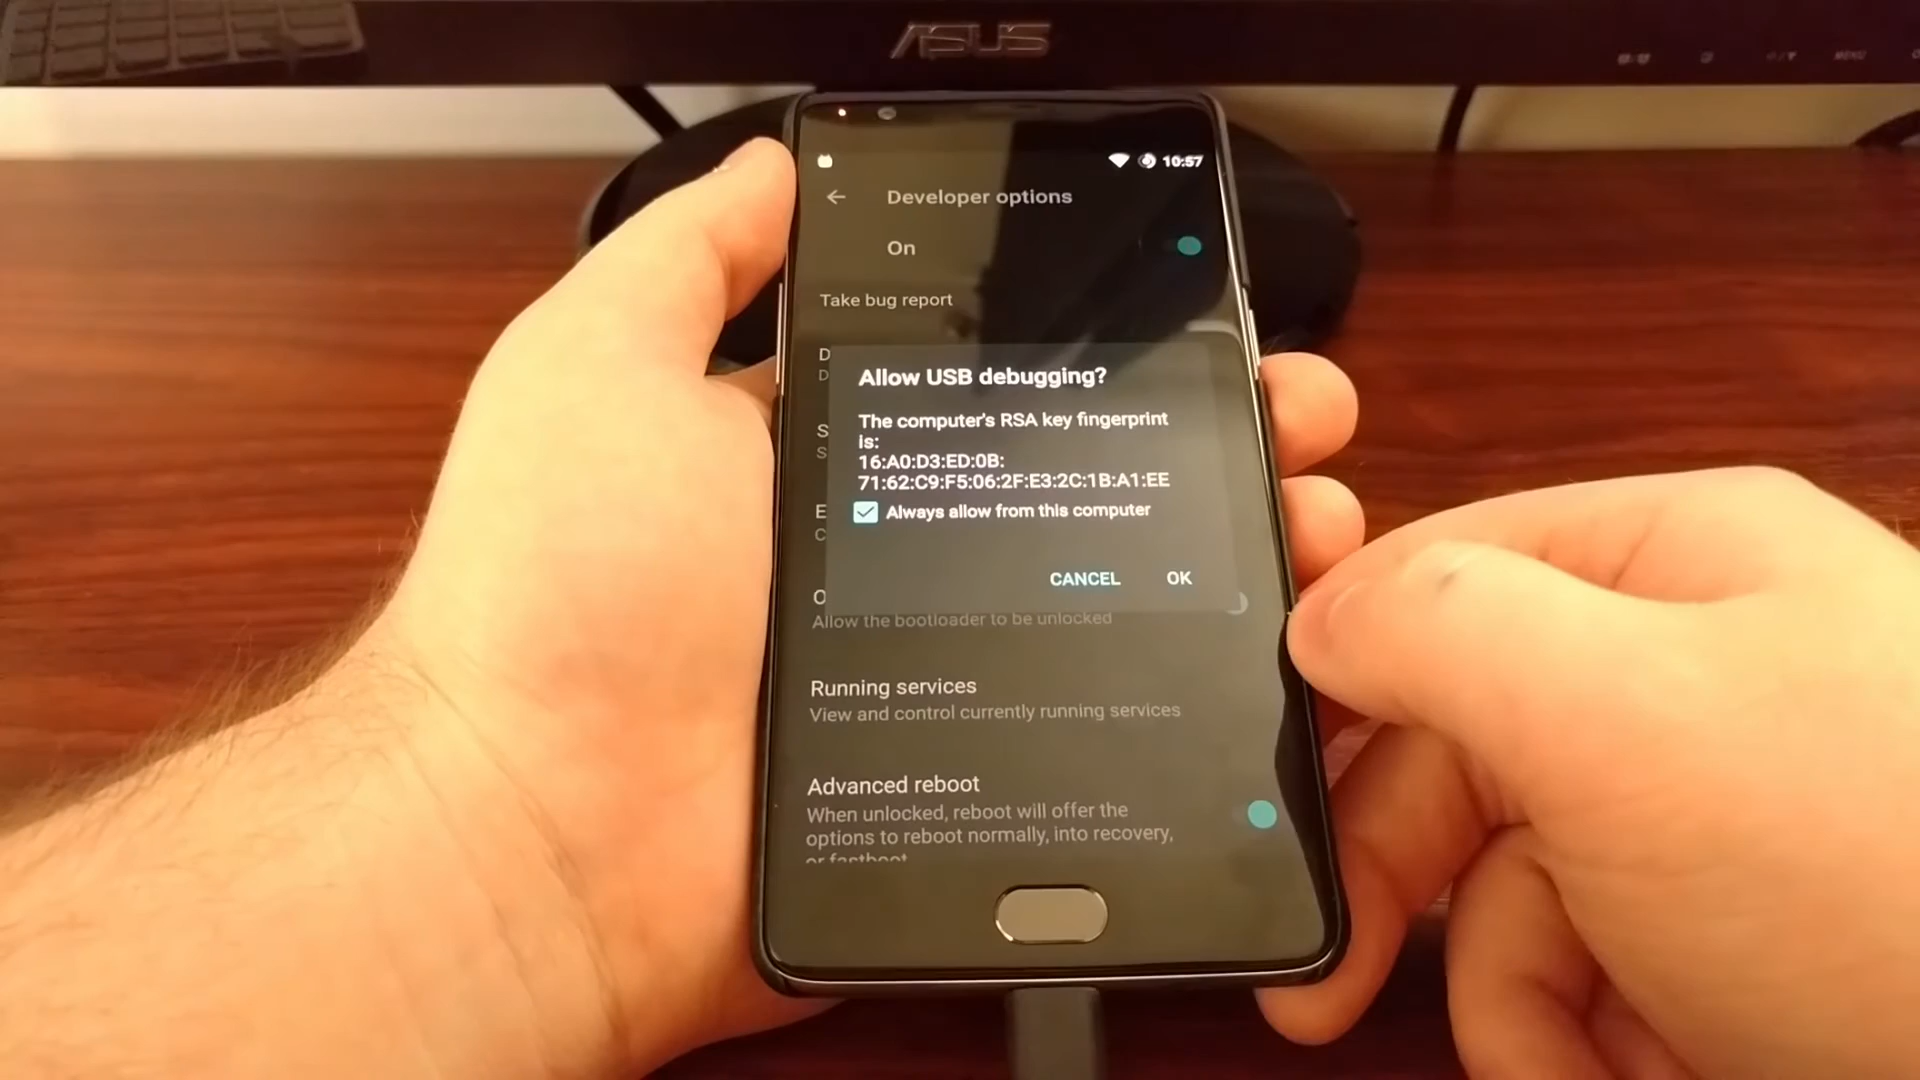 ASUS
MENU
10:57
Developer options
On
Take bug report
D
D
Allow USB debugging?
The computer's RSA key fingerprint
is:
16:A0:D3:ED:0B:
71:62:C9:F5:06:2F:E3:2C:1B:A1:EE
Always allow from this computer
CANCEL OK
S
S
E
C
O
Allow the bootloader to be unlocked
Running services
View and control currently running services
Advanced reboot
When unlocked, reboot will offer the
options to reboot normally, into recovery,
or fastboot